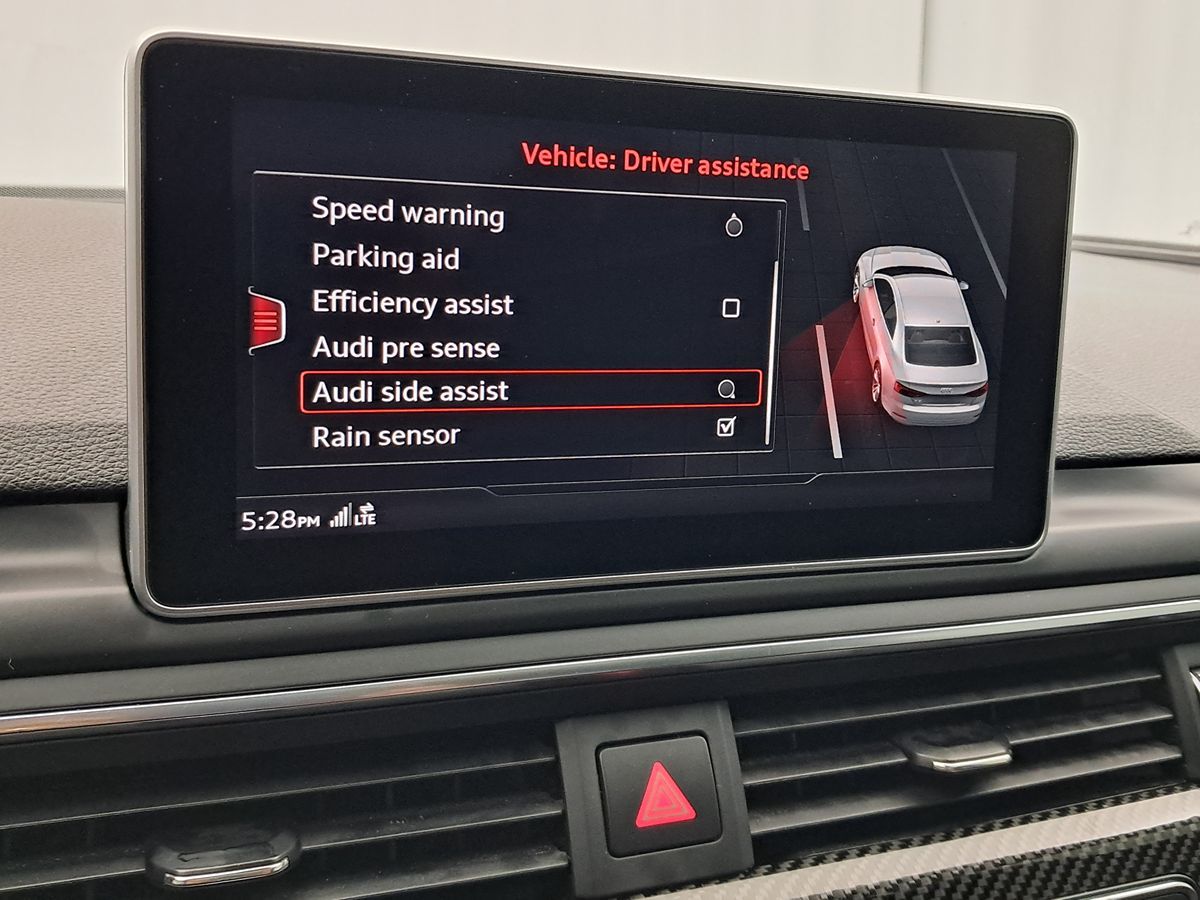 Vehicle: Driver assistance
Speed warning
Parking aid
Efficiency assist
Audi pre sense
Audi side assist
Rain sensor
5:28PM LTE